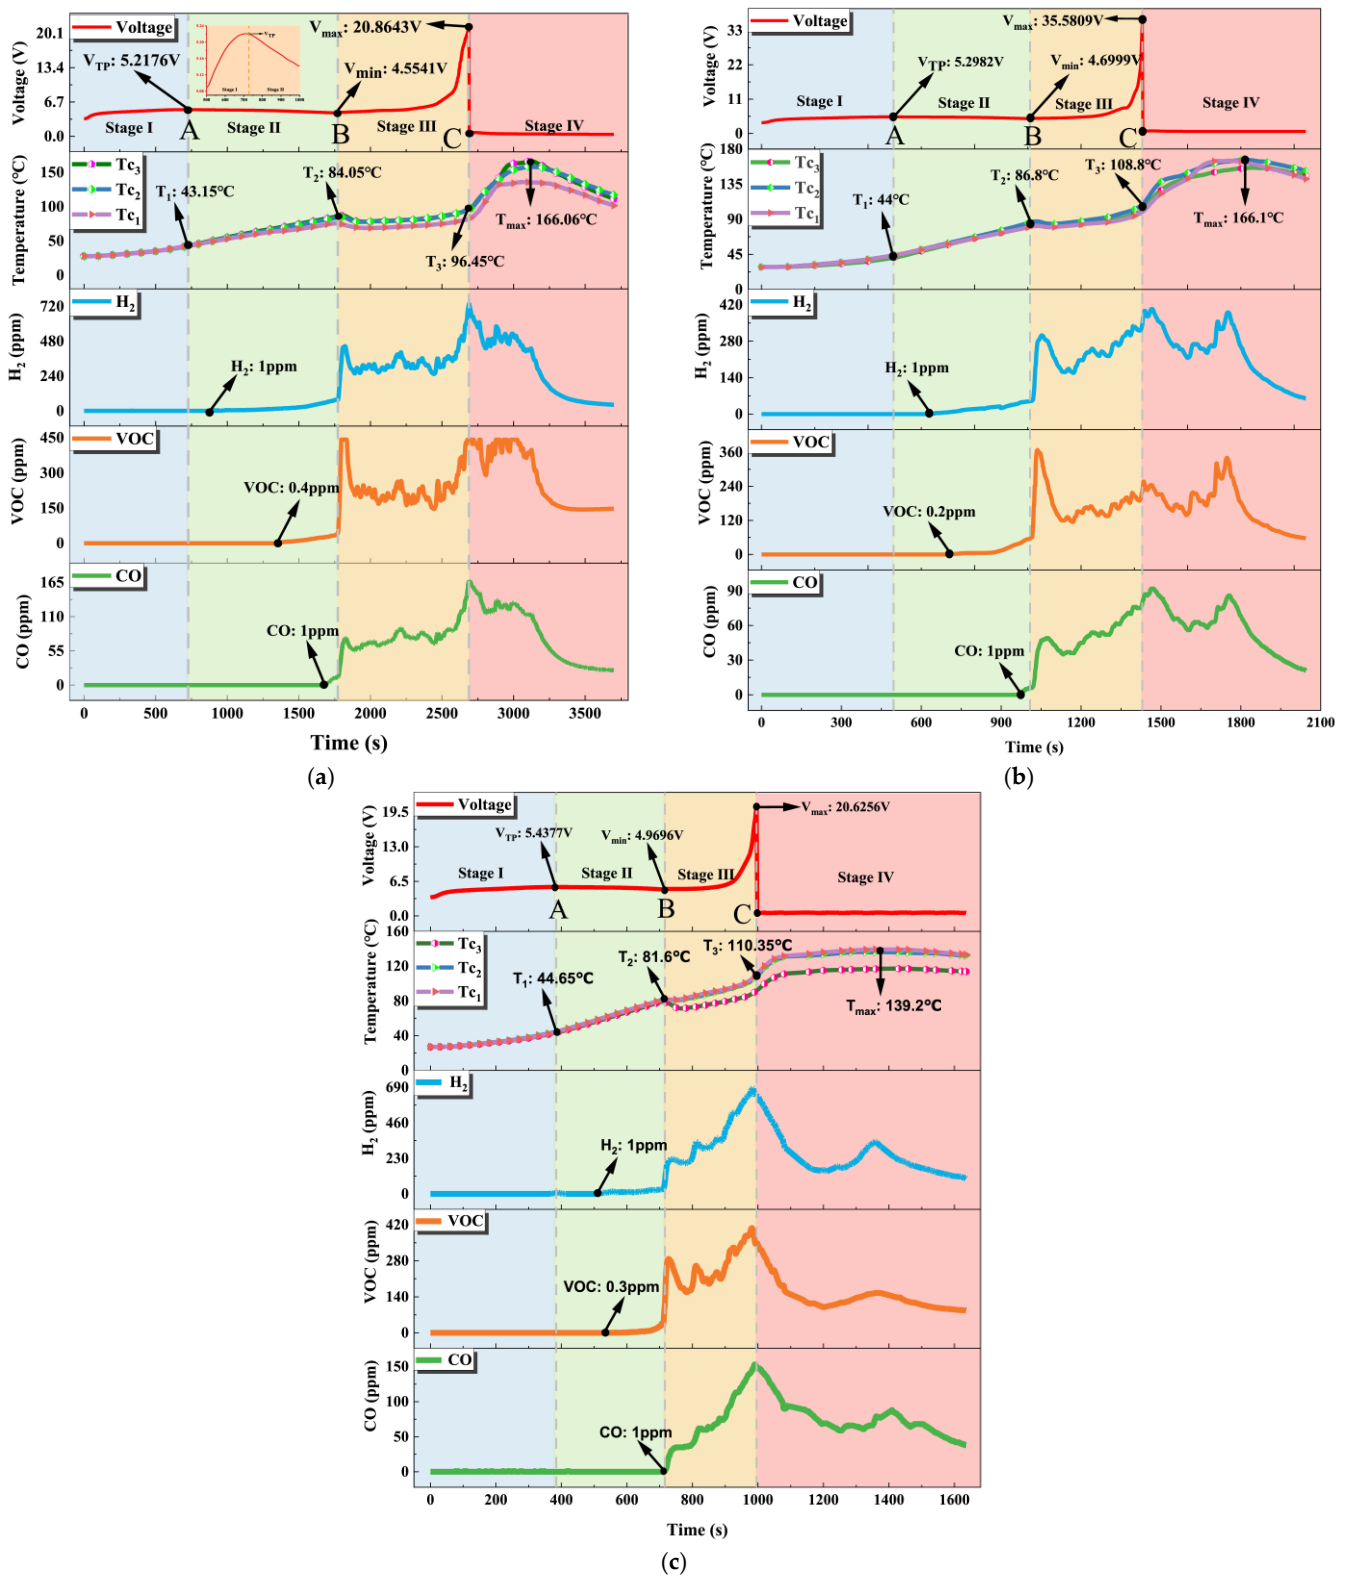 Voltage
Vmax: 20.8643V
VTP: 5.2176V
Vmin: 4.5541V
VTP
Stage I
Stage II
Stage I
Stage II
Stage III
Stage IV
A
B
C
Voltage (V)
20.1
13.4
6.7
0.0
Tc3
Tc2
Tc1
T1: 43.15°C
T2: 84.05°C
T3: 96.45°C
Tmax: 166.06°C
Temperature (°C)
150
100
50
0
H2
H2: 1ppm
H2 (ppm)
720
480
240
0
VOC
VOC: 0.4ppm
VOC (ppm)
450
300
150
0
CO
CO: 1ppm
CO (ppm)
165
110
55
0
0 500 1000 1500 2000 2500 3000 3500
Time (s)
(a)
Voltage
Vmax: 35.5809V
VTP: 5.2982V
Vmin: 4.6999V
Stage I
Stage II
Stage III
Stage IV
A
B
C
Voltage (V)
33
22
11
0
Tc3
Tc2
Tc1
T1: 44°C
T2: 86.8°C
T3: 108.8°C
Tmax: 166.1°C
Temperature (°C)
180
135
90
45
0
H2
H2: 1ppm
H2 (ppm)
420
280
140
0
VOC
VOC: 0.2ppm
VOC (ppm)
360
240
120
0
CO
CO: 1ppm
CO (ppm)
90
60
30
0
0 300 600 900 1200 1500 1800 2100
Time (s)
(b)
Voltage
Vmax: 20.6256V
VTP: 5.4377V
Vmin: 4.9696V
Stage I
Stage II
Stage III
Stage IV
A
B
C
Voltage (V)
19.5
13.0
6.5
0.0
Tc3
Tc2
Tc1
T1: 44.65°C
T2: 81.6°C
T3: 110.35°C
Tmax: 139.2°C
Temperature (°C)
160
120
80
40
0
H2
H2: 1ppm
H2 (ppm)
690
460
230
0
VOC
VOC: 0.3ppm
VOC (ppm)
420
280
140
0
CO
CO: 1ppm
CO (ppm)
150
100
50
0
0 200 400 600 800 1000 1200 1400 1600
Time (s)
(c)